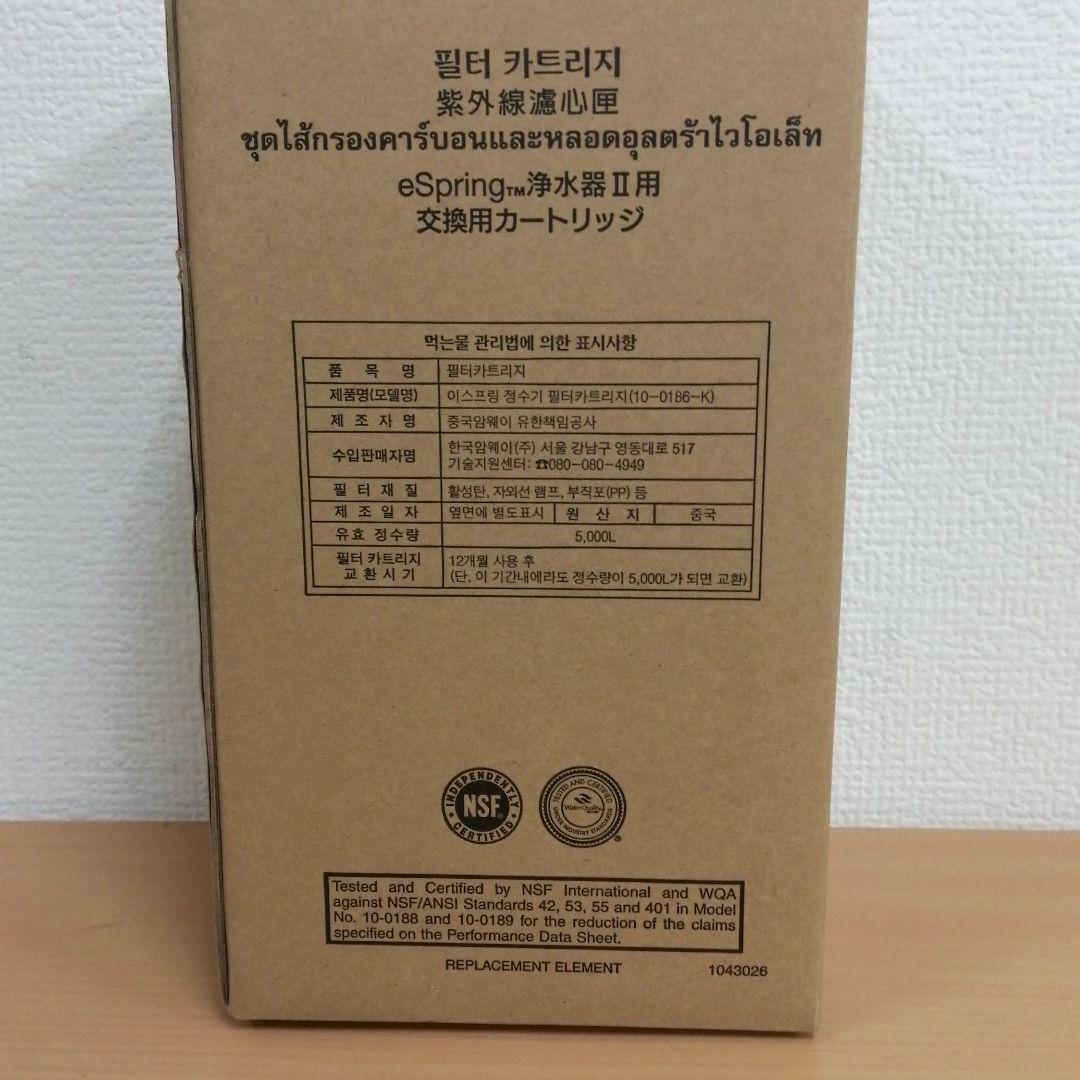 필터 카트리지
紫外線濾心匣
ชุดไส้กรองคาร์บอนและหลอดอุลตร้าไวโอเล็ท
eSpring™浄水器Ⅱ用
交換用カートリッジ
먹는물 관리법에 의한 표시사항
품 목 명 필터카트리지
제품명(모델명) 이스프링 정수기 필터카트리지(10-0186-K)
제 조 자 명 중국암웨이 유한책임공사
수입판매자명 한국암웨이(주) 서울 강남구 영동대로 517
기술지원센터: ☎080-080-4949
필 터 재 질 활성탄, 자외선 램프, 부직포(PP) 등
제 조 일 자 옆면에 별도표시 원 산 지 중국
유효 정수량 5,000L
필터 카트리지 12개월 사용 후
교 환 시 기 (단, 이 기간내에라도 정수량이 5,000L가 되면 교환)
INDEPENDENTLY
NSF®
CERTIFIED
TESTED AND CERTIFIED
Water Quality
UNDER INDUSTRY STANDARDS
®
Tested and Certified by NSF International and WQA
against NSF/ANSI Standards 42, 53, 55 and 401 in Model
No. 10-0188 and 10-0189 for the reduction of the claims
specified on the Performance Data Sheet.
REPLACEMENT ELEMENT 1043026